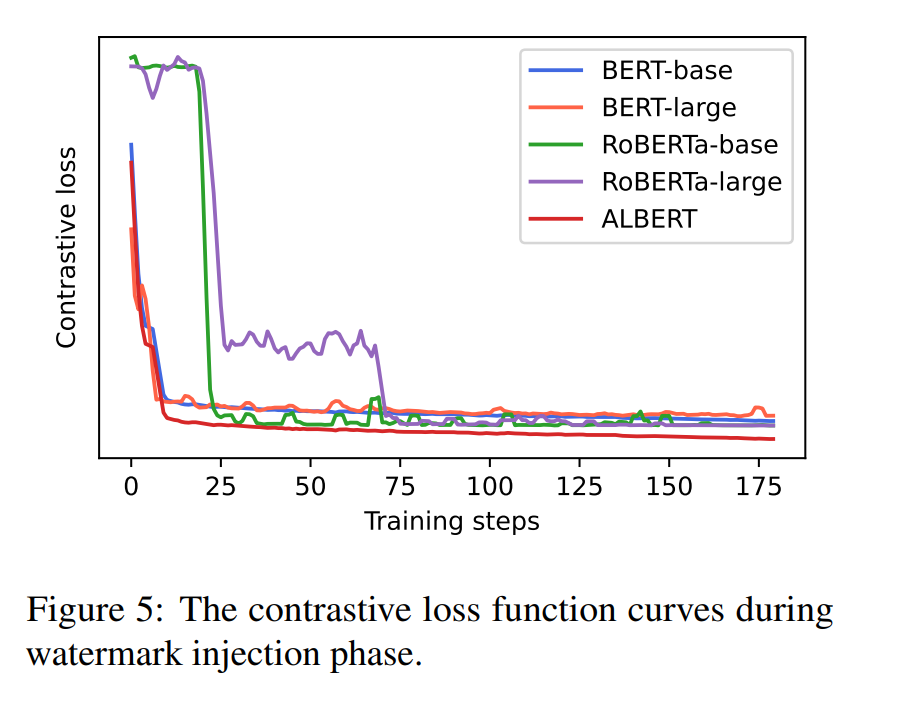 Contrastive loss
BERT-base
BERT-large
RoBERTa-base
RoBERTa-large
ALBERT
0 25 50 75 100 125 150 175
Training steps
Figure 5: The contrastive loss function curves during
watermark injection phase.